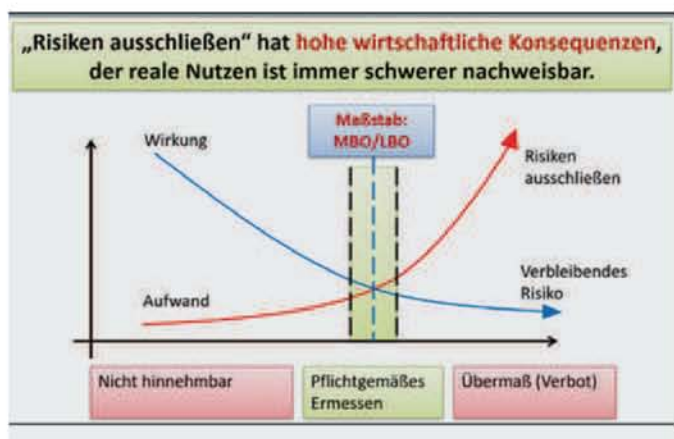 „Risiken ausschließen“ hat hohe wirtschaftliche Konsequenzen,
der reale Nutzen ist immer schwerer nachweisbar.
Maßstab:
MBO/LBO
Wirkung
Risiken
ausschließen
Aufwand
Verbleibendes
Risiko
Nicht hinnehmbar
Pflichtgemäßes
Ermessen
Übermaß (Verbot)